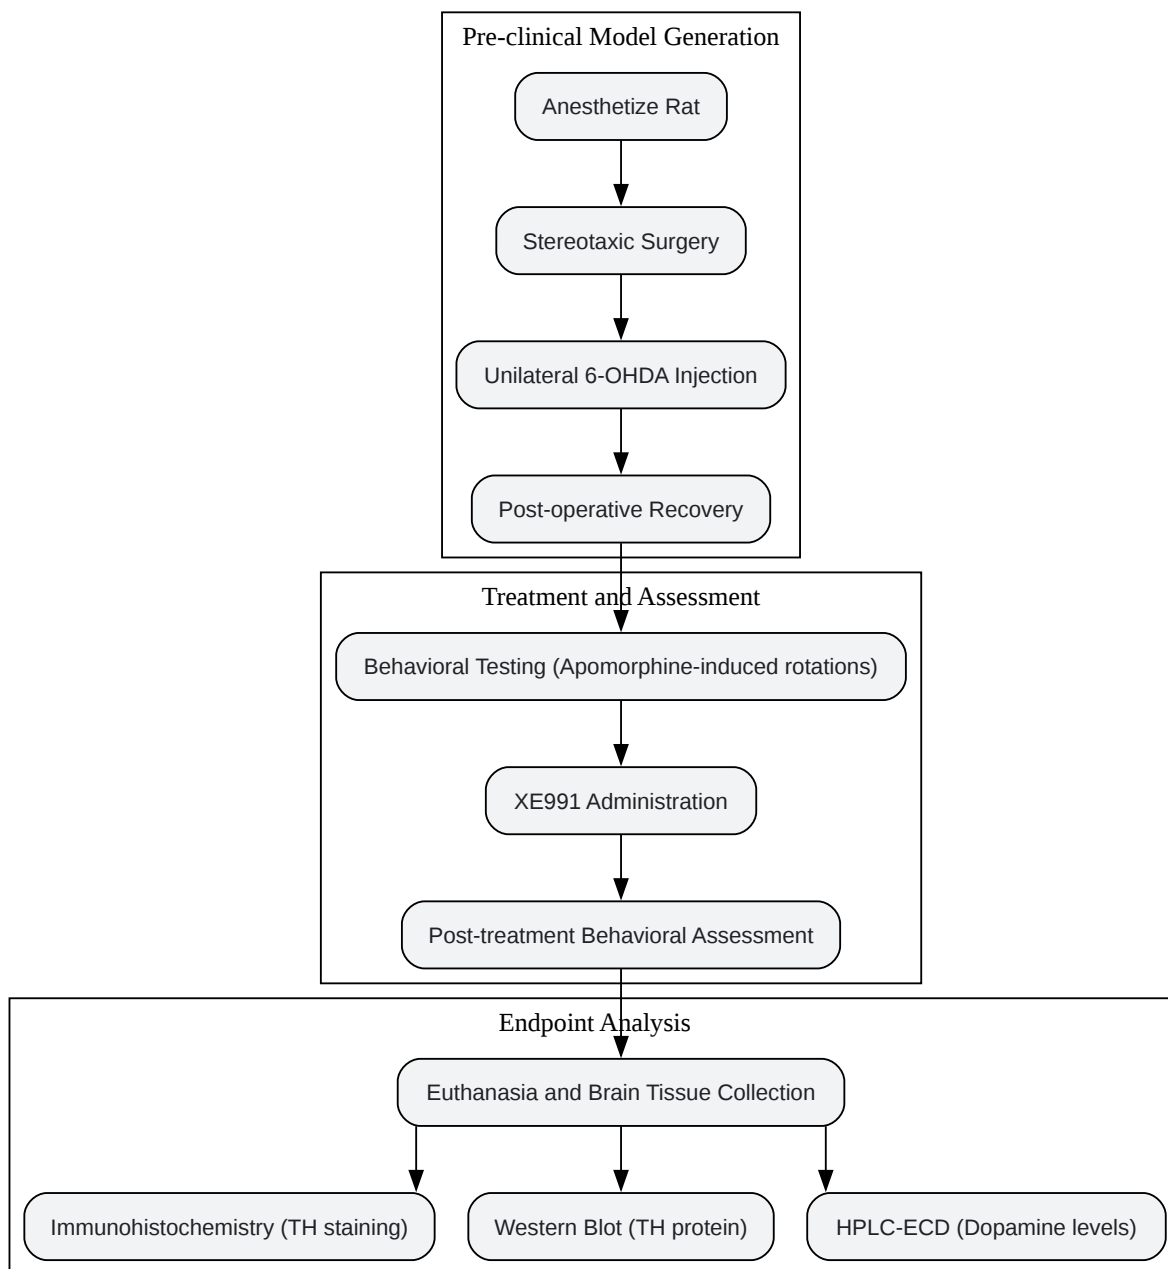 Pre-clinical Model Generation
Anesthetize Rat
Stereotaxic Surgery
Unilateral 6-OHDA Injection
Post-operative Recovery
Treatment and Assessment
Behavioral Testing (Apomorphine-induced rotations)
XE991 Administration
Post-treatment Behavioral Assessment
Endpoint Analysis
Euthanasia and Brain Tissue Collection
Immunohistochemistry (TH staining)
Western Blot (TH protein)
HPLC-ECD (Dopamine levels)